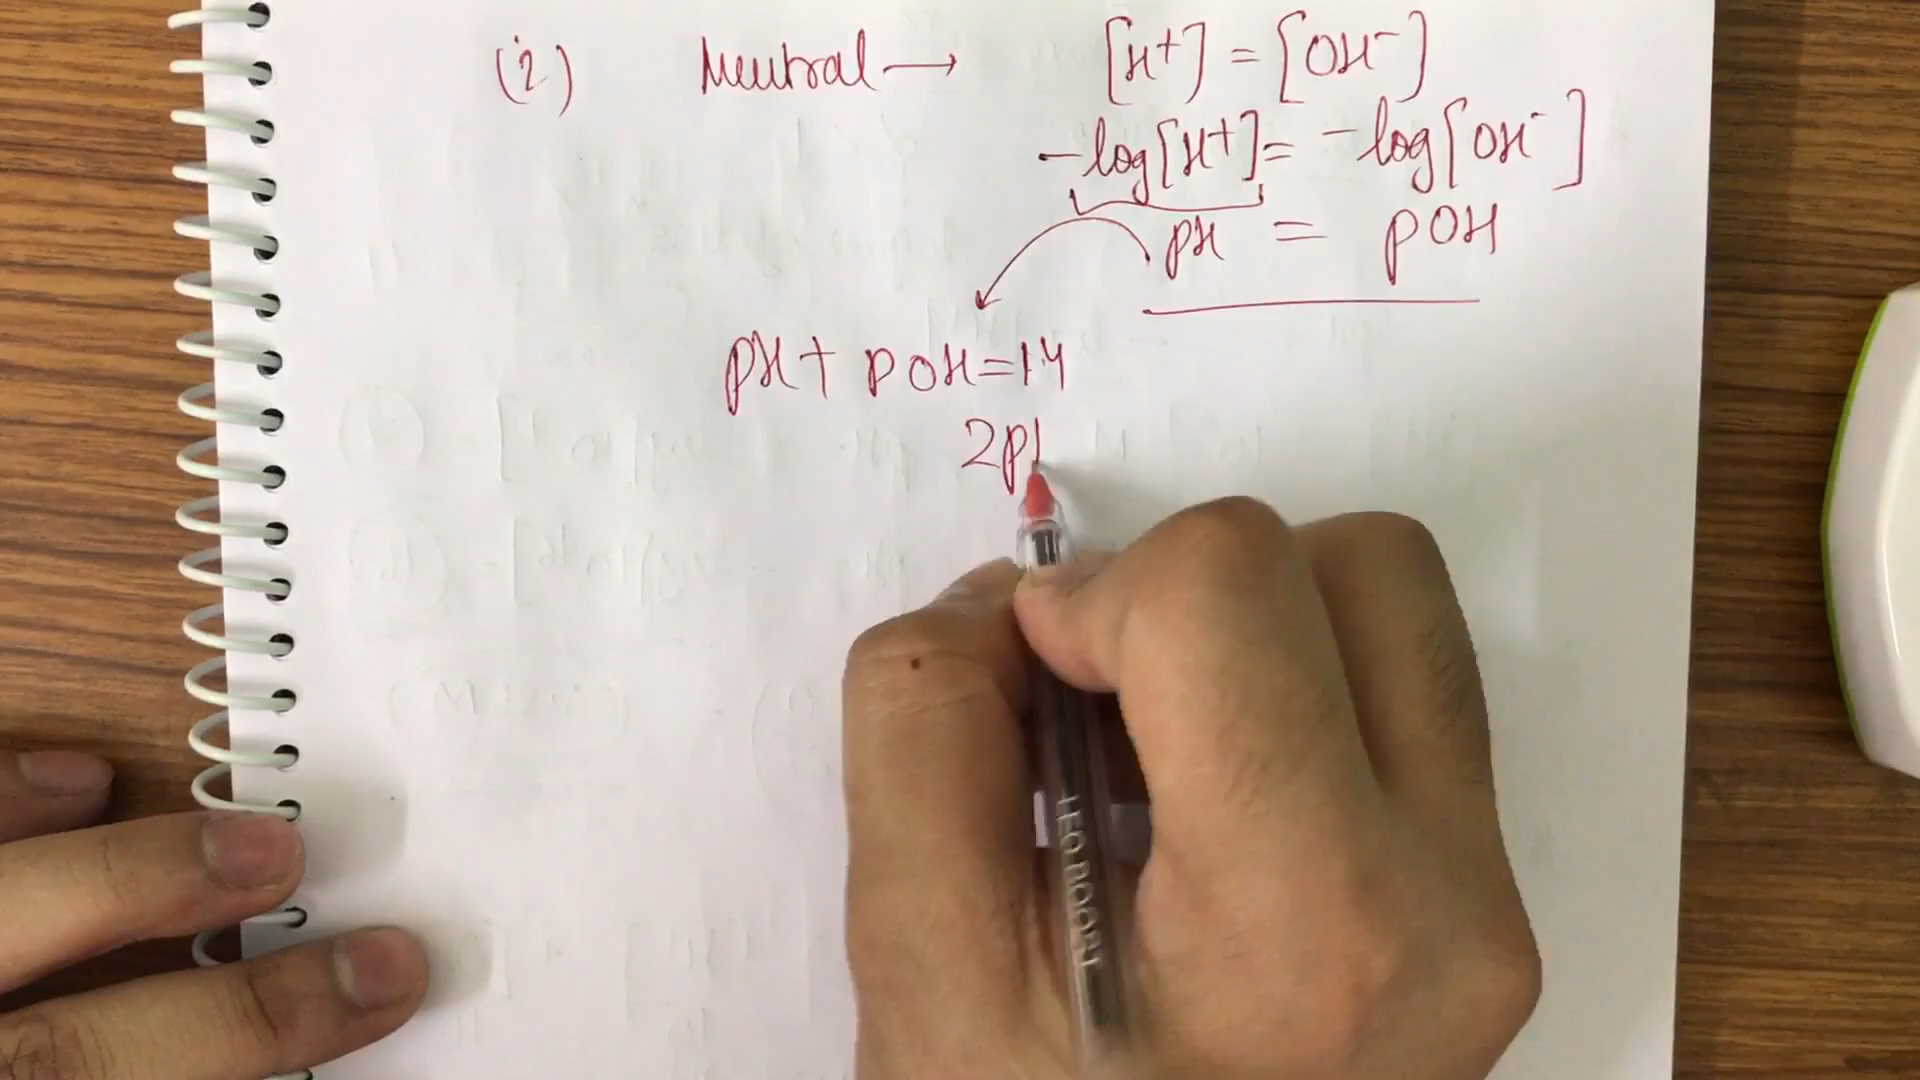 (i) Neutral → [H+] = [OH-]
-log[H+] = -log[OH-]
pH = pOH
pH + pOH = 14
2pH